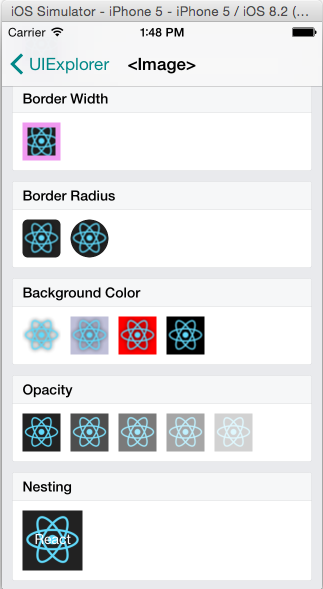 iOS Simulator - iPhone 5 - iPhone 5 / iOS 8.2 (...
Carrier 1:48 PM
UIExplorer <Image>
Border Width
Border Radius
Background Color
Opacity
Nesting
React